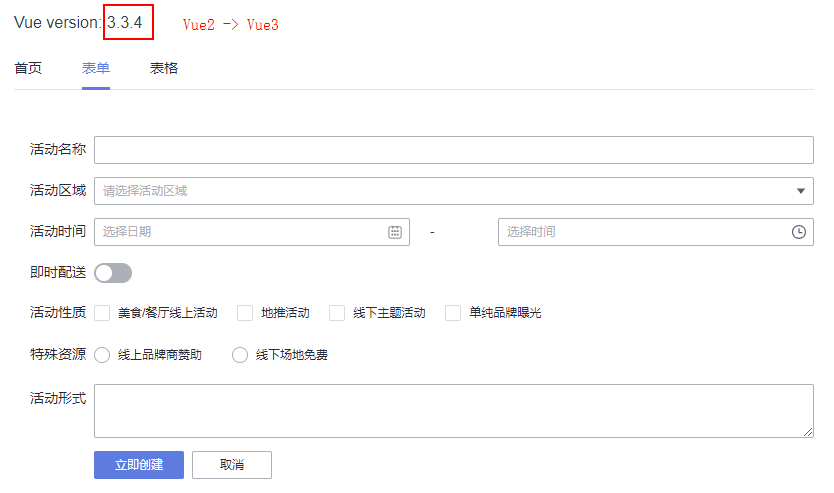 Vue version: 3.3.4 Vue2 -> Vue3
首页 表单 表格
活动名称
活动区域 请选择活动区域
活动时间 选择日期 - 选择时间
即时配送
活动性质 美食/餐厅线上活动 地推活动 线下主题活动 单纯品牌曝光
特殊资源 线上品牌商赞助 线下场地免费
活动形式
立即创建 取消